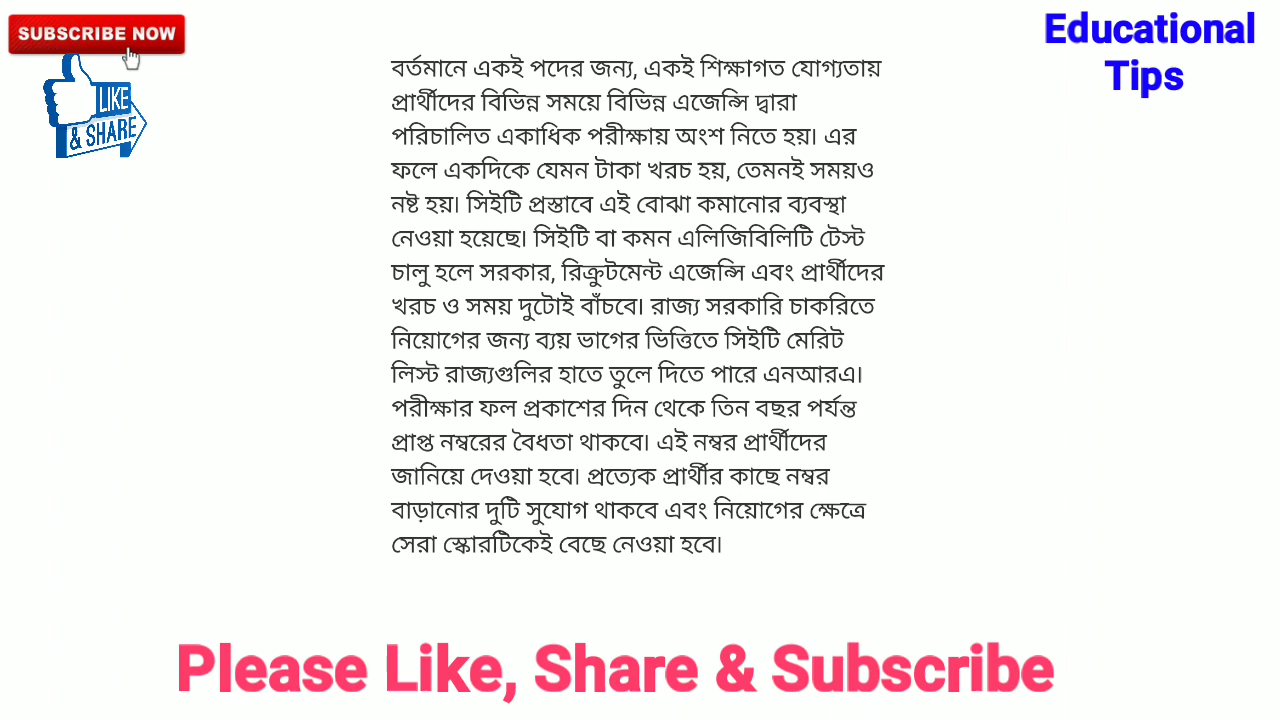 SUBSCRIBE NOW
LIKE
& SHARE
Educational
Tips
বর্তমানে একই পদের জন্য, একই শিক্ষাগত যোগ্যতায়
প্রার্থীদের বিভিন্ন সময়ে বিভিন্ন এজেন্সি দ্বারা
পরিচালিত একাধিক পরীক্ষায় অংশ নিতে হয়। এর
ফলে একদিকে যেমন টাকা খরচ হয়, তেমনই সময়ও
নষ্ট হয়। সিইটি প্রস্তাবে এই বোঝা কমানোর ব্যবস্থা
নেওয়া হয়েছে। সিইটি বা কমন এলিজিবিলিটি টেস্ট
চালু হলে সরকার, রিক্রুটমেন্ট এজেন্সি এবং প্রার্থীদের
খরচ ও সময় দুটোই বাঁচবে। রাজ্য সরকারি চাকরিতে
নিয়োগের জন্য ব্যয় ভাগের ভিত্তিতে সিইটি মেরিট
লিস্ট রাজ্যগুলির হাতে তুলে দিতে পারে এনআরএ।
পরীক্ষার ফল প্রকাশের দিন থেকে তিন বছর পর্যন্ত
প্রাপ্ত নম্বরের বৈধতা থাকবে। এই নম্বর প্রার্থীদের
জানিয়ে দেওয়া হবে। প্রত্যেক প্রার্থীর কাছে নম্বর
বাড়ানোর দুটি সুযোগ থাকবে এবং নিয়োগের ক্ষেত্রে
সেরা স্কোরটিকেই বেছে নেওয়া হবে।
Please Like, Share & Subscribe